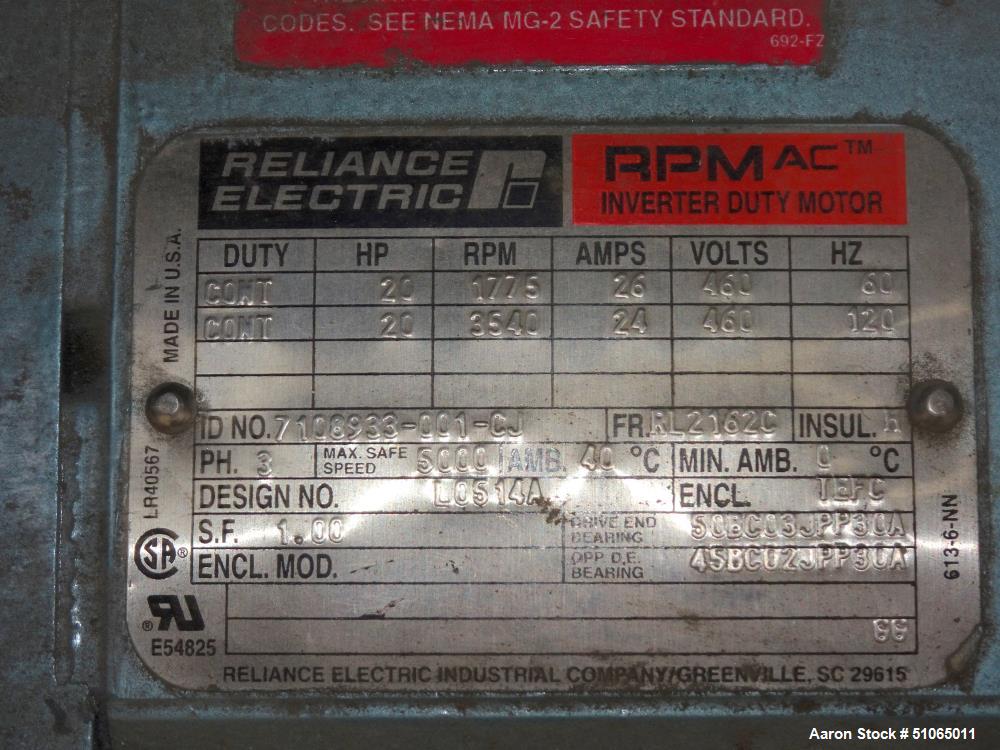 CODES. SEE NEMA MG-2 SAFETY STANDARD.
692-FZ
RELIANCE ELECTRIC
RPM AC™
INVERTER DUTY MOTOR
MADE IN U.S.A.
DUTY HP RPM AMPS VOLTS HZ
CONT 20 1775 26 460 60
CONT 20 3540 24 460 120
ID NO. 7108933-001-CJ FR. RL2162C INSUL. H
PH. 3 MAX. SAFE SPEED 5000 AMB. 40 °C MIN. AMB. 0 °C
DESIGN NO. L0514A ENCL. TEFC
S.F. 1.00 DRIVE END BEARING 50BC03JPP30A
ENCL. MOD. OPP D.E. BEARING 45BC02JPP30A
LR40567
SA
®
E54825
613-6-NN
RELIANCE ELECTRIC INDUSTRIAL COMPANY/GREENVILLE, SC 29615
Aaron Stock # 51065011